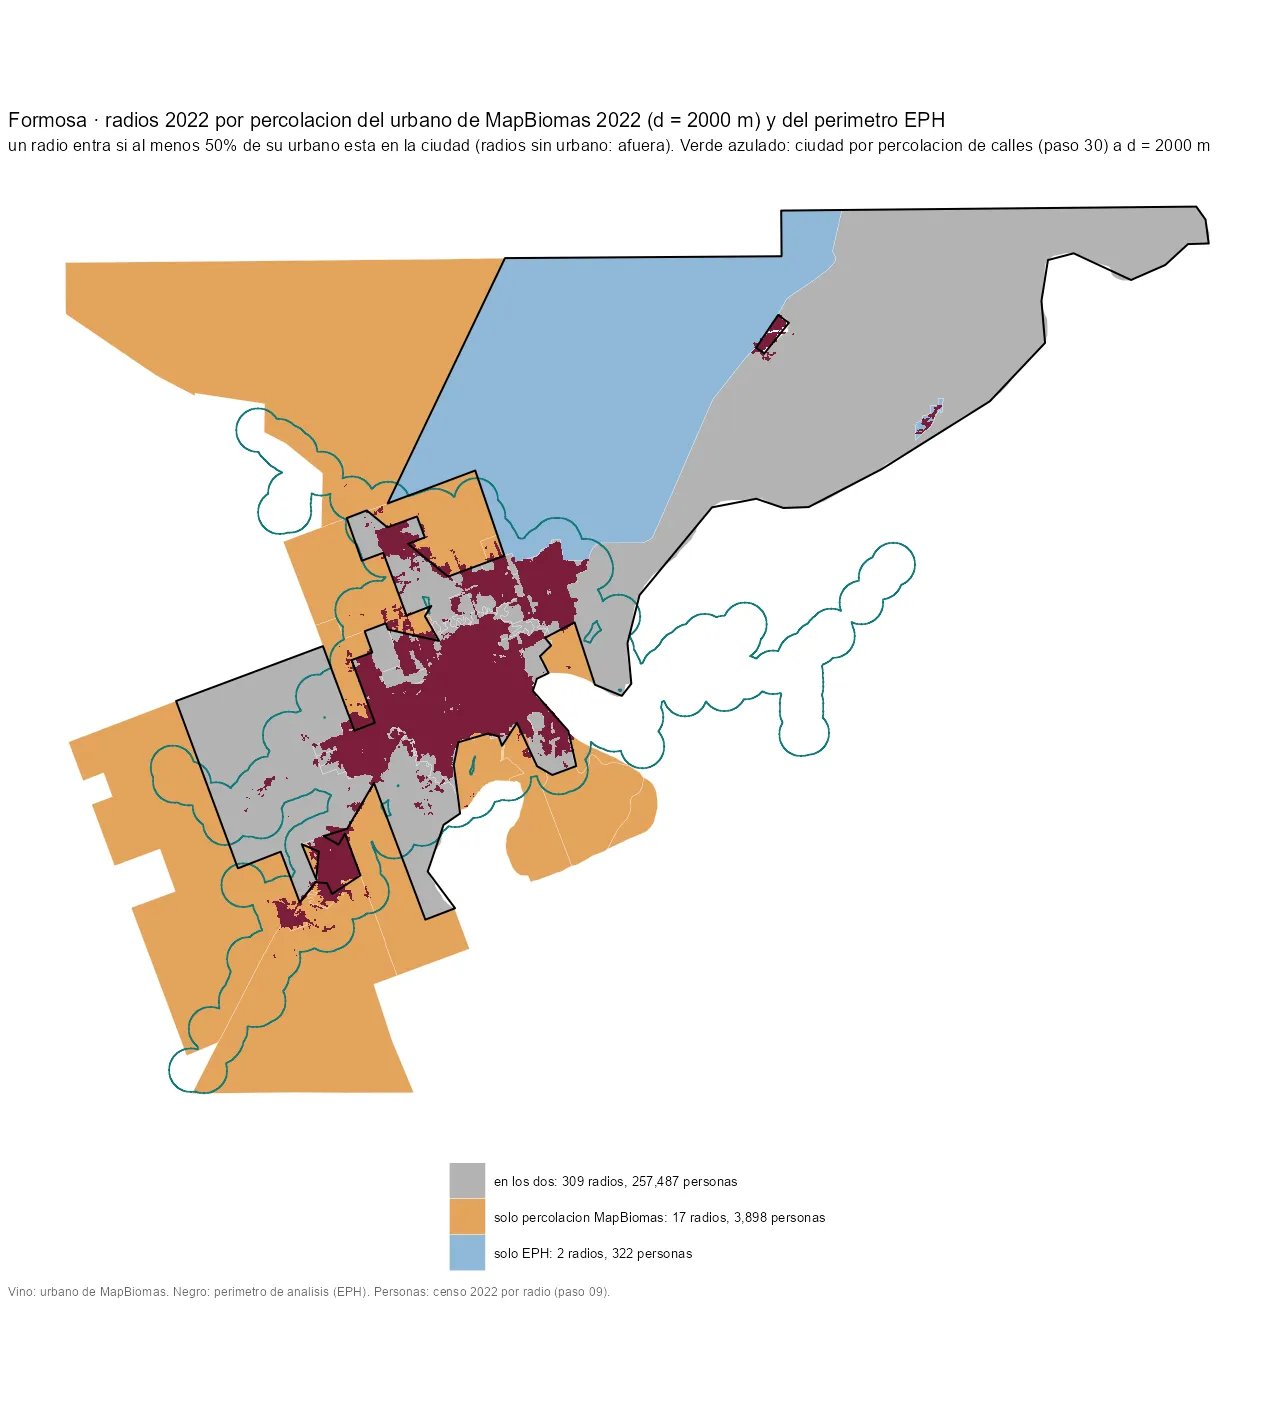 Formosa · radios 2022 por percolacion del urbano de MapBiomas 2022 (d = 2000 m) y del perimetro EPH
un radio entra si al menos 50% de su urbano esta en la ciudad (radios sin urbano: afuera). Verde azulado: ciudad por percolacion de calles (paso 30) a d = 2000 m
en los dos: 309 radios, 257,487 personas
solo percolacion MapBiomas: 17 radios, 3,898 personas
solo EPH: 2 radios, 322 personas
Vino: urbano de MapBiomas. Negro: perimetro de analisis (EPH). Personas: censo 2022 por radio (paso 09).